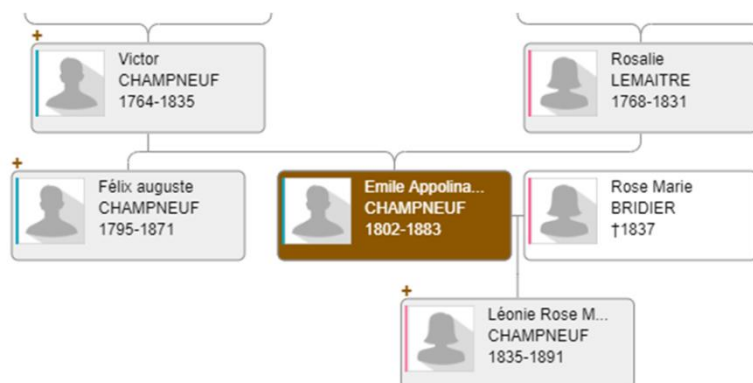 Victor
CHAMPNEUF
1764-1835
Rosalie
LEMAITRE
1768-1831
Félix auguste
CHAMPNEUF
1795-1871
Emile Appolina...
CHAMPNEUF
1802-1883
Rose Marie
BRIDIER
†1837
Léonie Rose M...
CHAMPNEUF
1835-1891